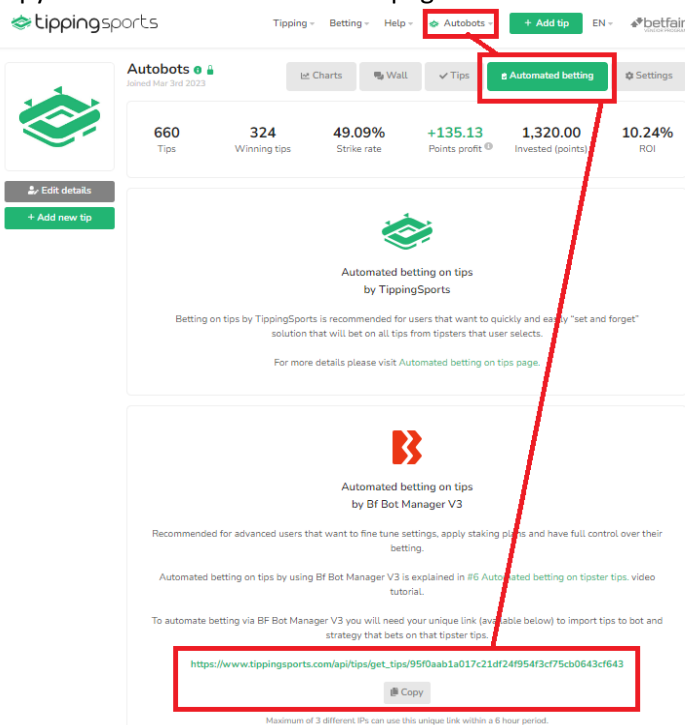 tippingsports Tipping Betting Help Autobots + Add tip EN betfair
VENDOR PROGRAM
Autobots
Joined Mar 3rd 2023
Charts Wall Tips Automated betting Settings
660 324 49.09% +135.13 1,320.00 10.24%
Tips Winning tips Strike rate Points profit Invested (points) ROI
Edit details
+ Add new tip
Automated betting on tips
by TippingSports
Betting on tips by TippingSports is recommended for users that want to quickly and easily "set and forget"
solution that will bet on all tips from tipsters that user selects.
For more details please visit Automated betting on tips page.
Automated betting on tips
by Bf Bot Manager V3
Recommended for advanced users that want to fine tune settings, apply staking plans and have full control over their
betting.
Automated betting on tips by using Bf Bot Manager V3 is explained in #6 Automated betting on tipster tips. video
tutorial.
To automate betting via BF Bot Manager V3 you will need your unique link (available below) to import tips to bot and
strategy that bets on that tipster tips.
https://www.tippingsports.com/api/tips/get_tips/95f0aab1a017c21df24f954f3cf75cb0643cf643
Copy
Maximum of 3 different IPs can use this unique link within a 6 hour period.